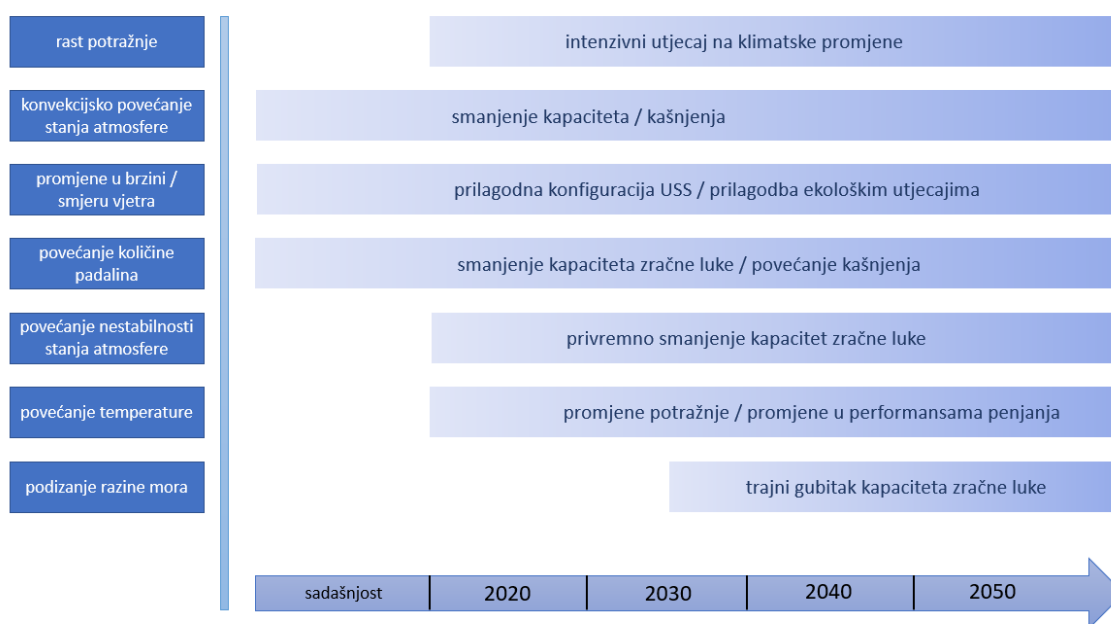 rast potražnje
intenzivni utjecaj na klimatske promjene
konvekcijsko povećanje
stanja atmosfere
smanjenje kapaciteta / kašnjenja
promjene u brzini /
smjeru vjetra
prilagodna konfiguracija USS / prilagodba ekološkim utjecajima
povećanje količine
padalina
smanjenje kapaciteta zračne luke / povećanje kašnjenja
povećanje nestabilnosti
stanja atmosfere
privremno smanjenje kapacitet zračne luke
povećanje temperature
promjene potražnje / promjene u performansama penjanja
podizanje razine mora
trajni gubitak kapaciteta zračne luke
sadašnjost 2020 2030 2040 2050